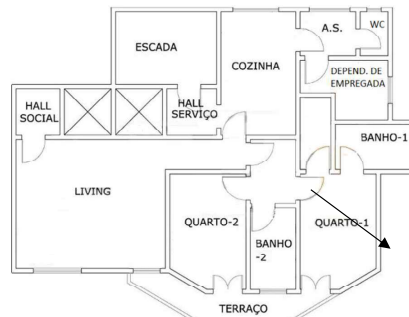 WC
A.S.
ESCADA
COZINHA
DEPEND. DE
EMPREGADA
HALL
SOCIAL
HALL
SERVIÇO
BANHO-1
LIVING
QUARTO-2
QUARTO-1
BANHO
-2
TERRAÇO